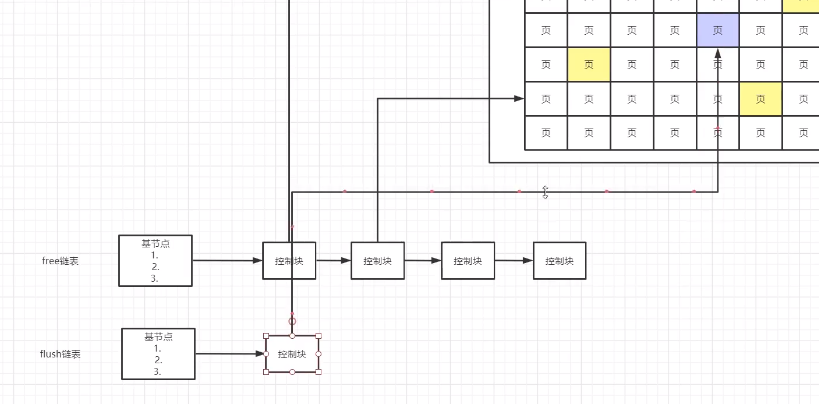 页 页 页 页 页 页 页
页 页 页 页 页 页 页
页 页 页 页 页 页 页
页 页 页 页 页 页 页
free链表
基节点
1.
2.
3.
控制块
控制块
控制块
控制块
flush链表
基节点
1.
2.
3.
控制块